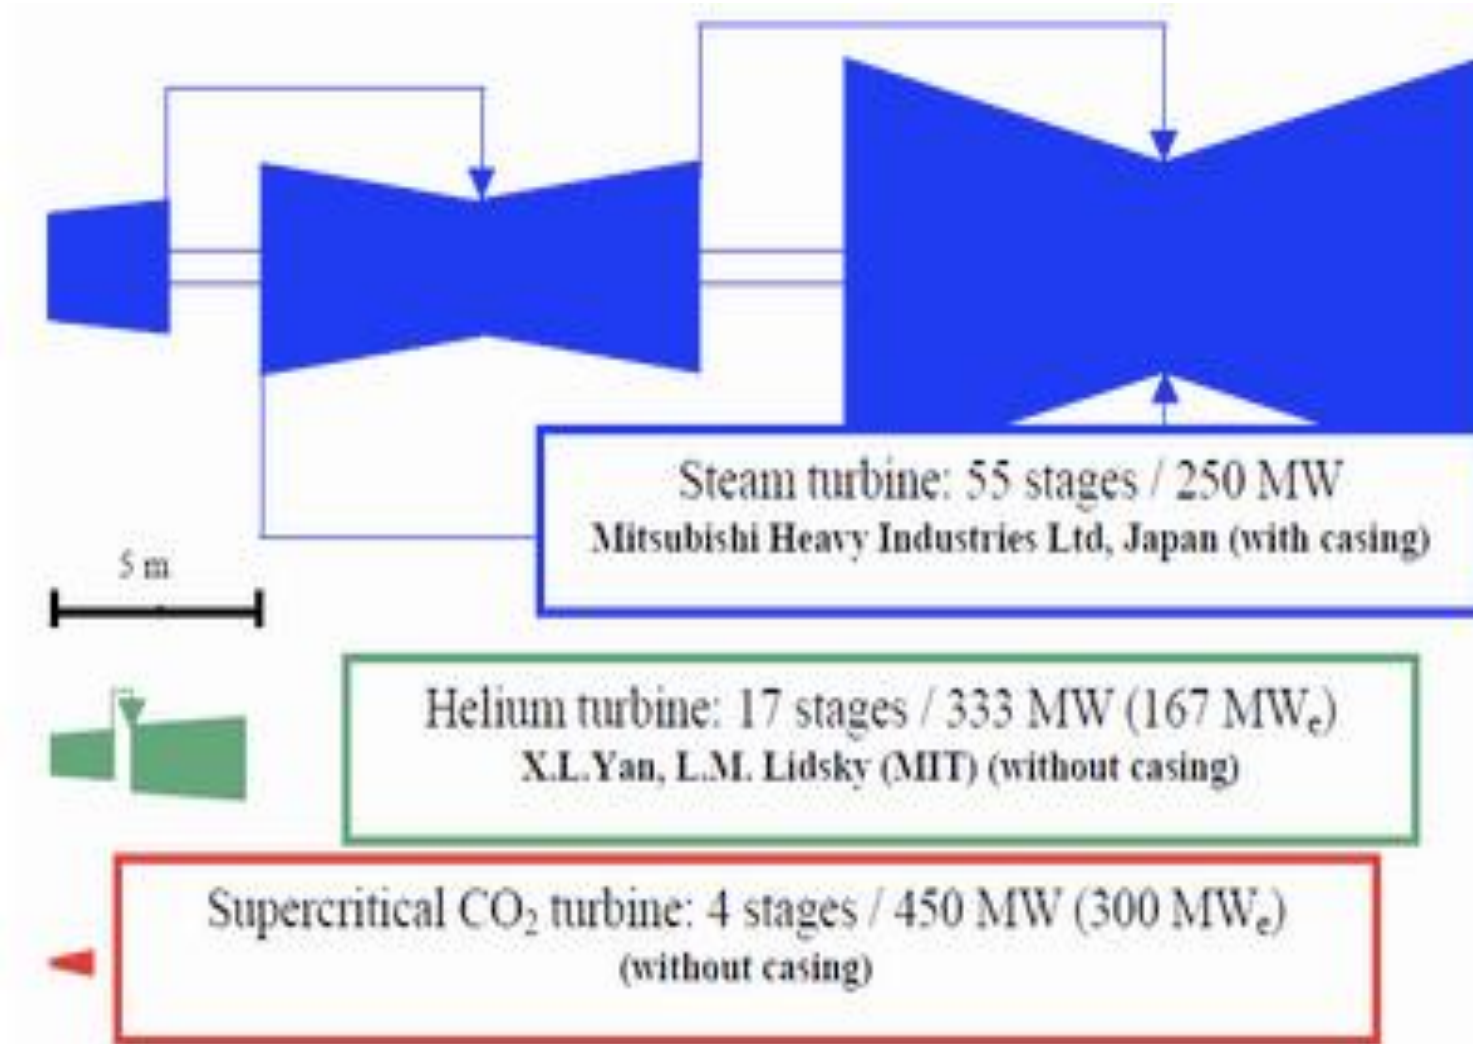 Steam turbine: 55 stages / 250 MW
Mitsubishi Heavy Industries Ltd, Japan (with casing)
5 m
Helium turbine: 17 stages / 333 MW (167 MWₑ)
X.L.Yan, L.M. Lidsky (MIT) (without casing)
Supercritical CO₂ turbine: 4 stages / 450 MW (300 MWₑ)
(without casing)